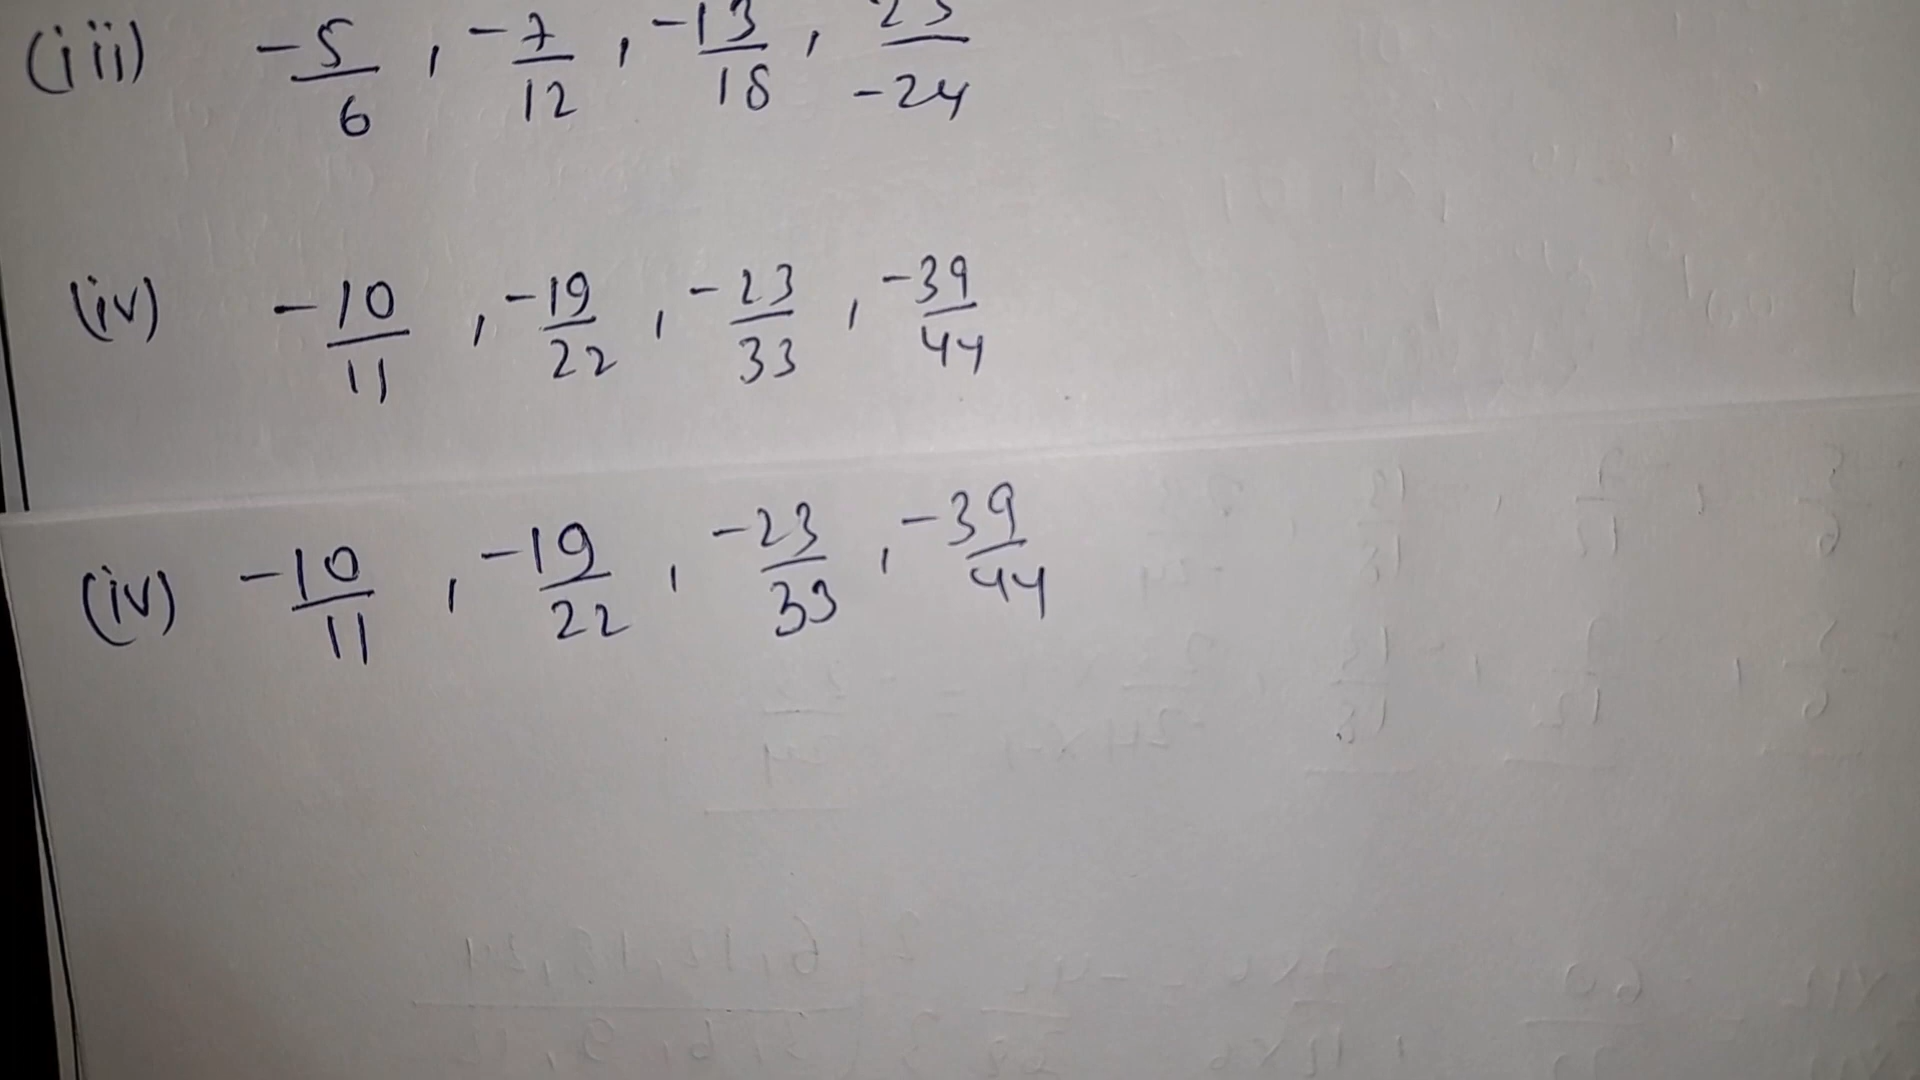 (iii) -5/6 , -7/12 , -13/18 , 23/-24
(iv) -10/11 , -19/22 , -23/33 , -39/44
(iv) -10/11 , -19/22 , -23/33 , -39/44